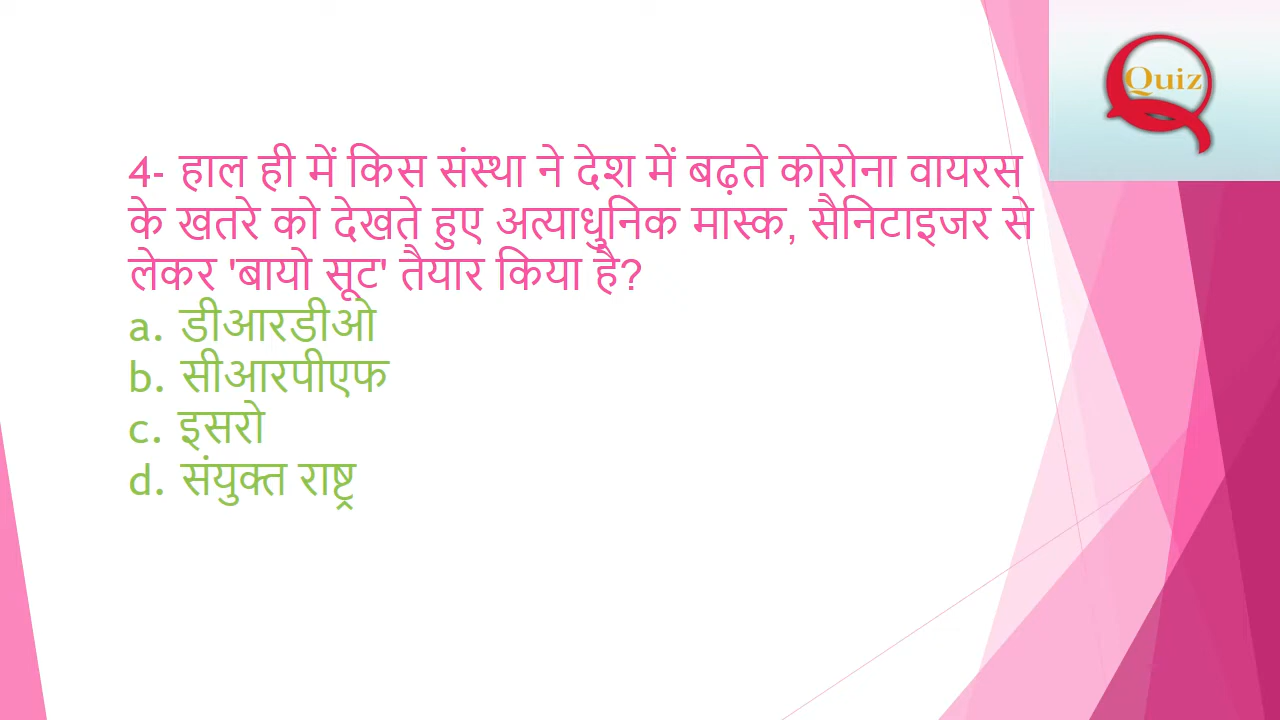 Quiz
4- हाल ही में किस संस्था ने देश में बढ़ते कोरोना वायरस
के खतरे को देखते हुए अत्याधुनिक मास्क, सैनिटाइजर से
लेकर 'बायो सूट' तैयार किया है?
a. डीआरडीओ
b. सीआरपीएफ
c. इसरो
d. संयुक्त राष्ट्र